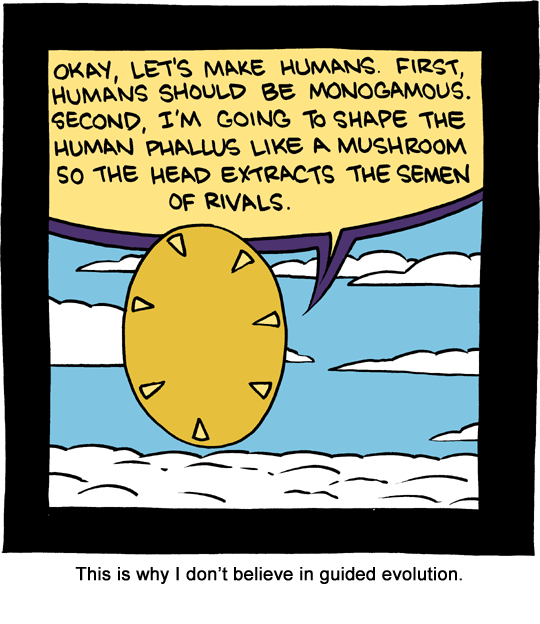 OKAY, LET'S MAKE HUMANS. FIRST,
HUMANS SHOULD BE MONOGAMOUS.
SECOND, I'M GOING TO SHAPE THE
HUMAN PHALLUS LIKE A MUSHROOM
SO THE HEAD EXTRACTS THE SEMEN
OF RIVALS.
This is why I don't believe in guided evolution.